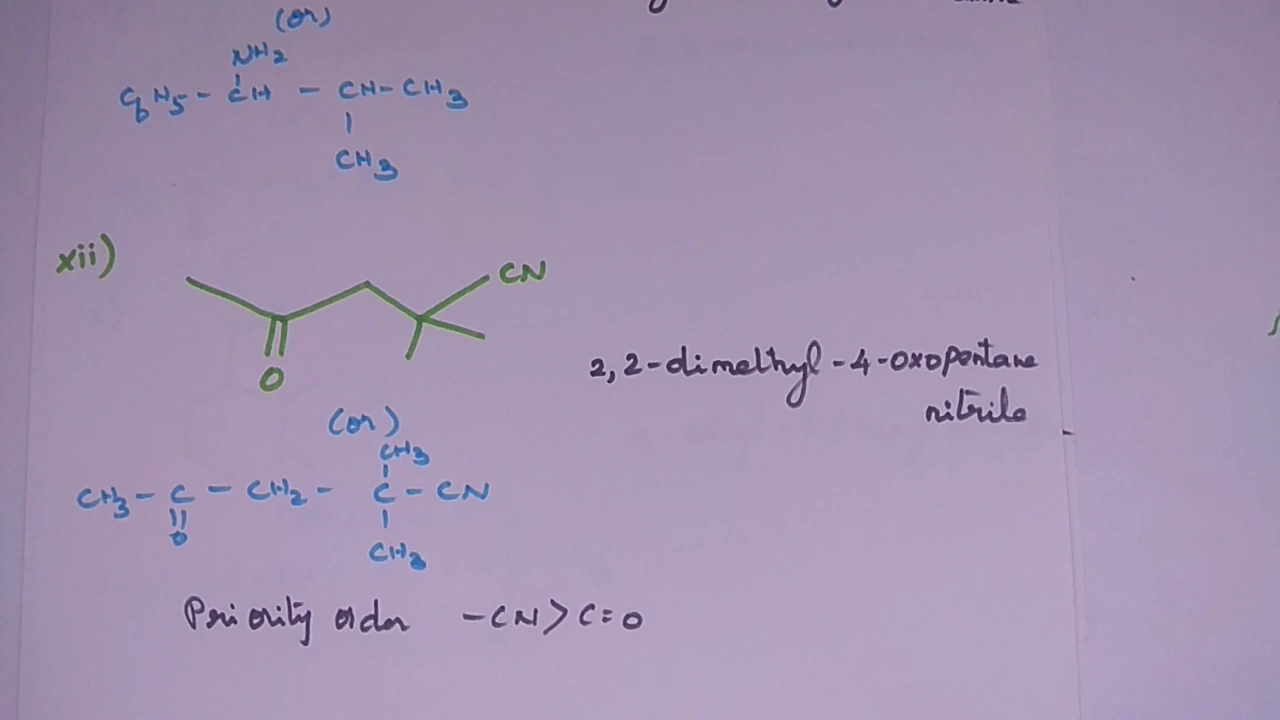 (or)
NH2
C6H5 - CH - CH - CH3
CH3
xii)
CN
O
2,2-dimethyl-4-oxopentane
nitrile
(or)
CH3
CH3 - C - CH2 - C - CN
O
CH3
Priority order -CN > C=O